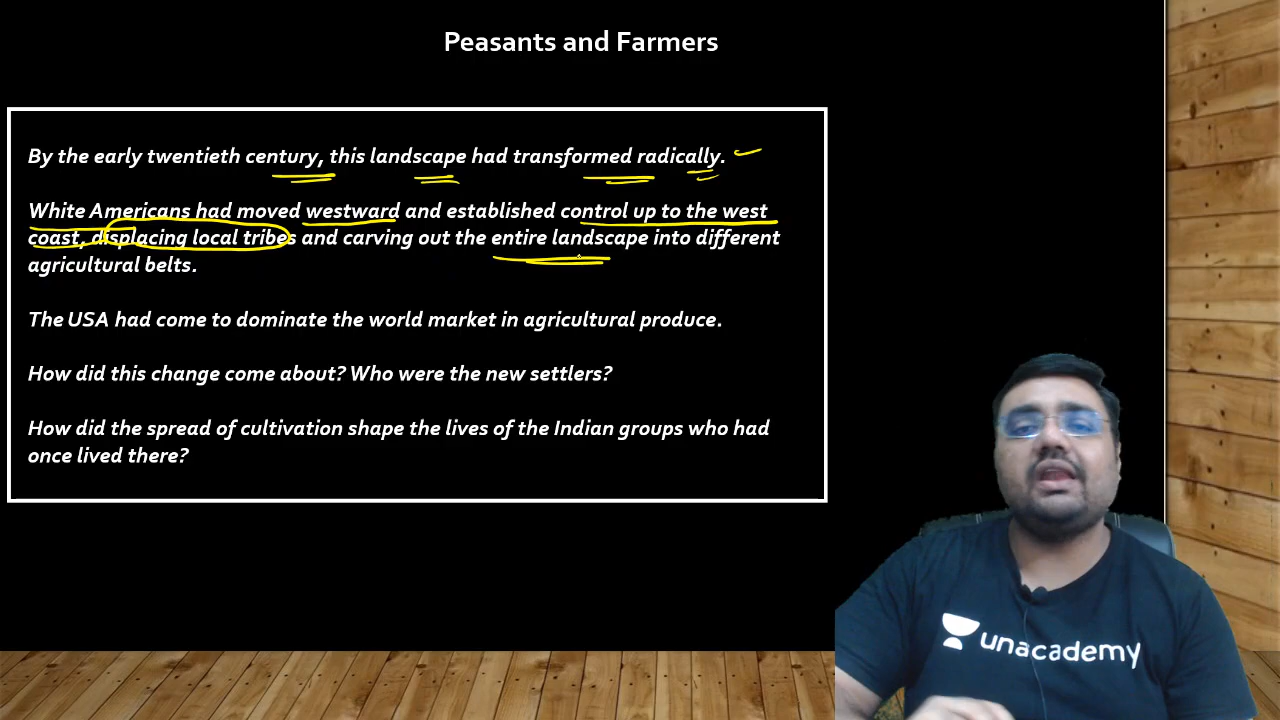 Peasants and Farmers
By the early twentieth century, this landscape had transformed radically.
White Americans had moved westward and established control up to the west
coast, displacing local tribes and carving out the entire landscape into different
agricultural belts.
The USA had come to dominate the world market in agricultural produce.
How did this change come about? Who were the new settlers?
How did the spread of cultivation shape the lives of the Indian groups who had
once lived there?
unacademy